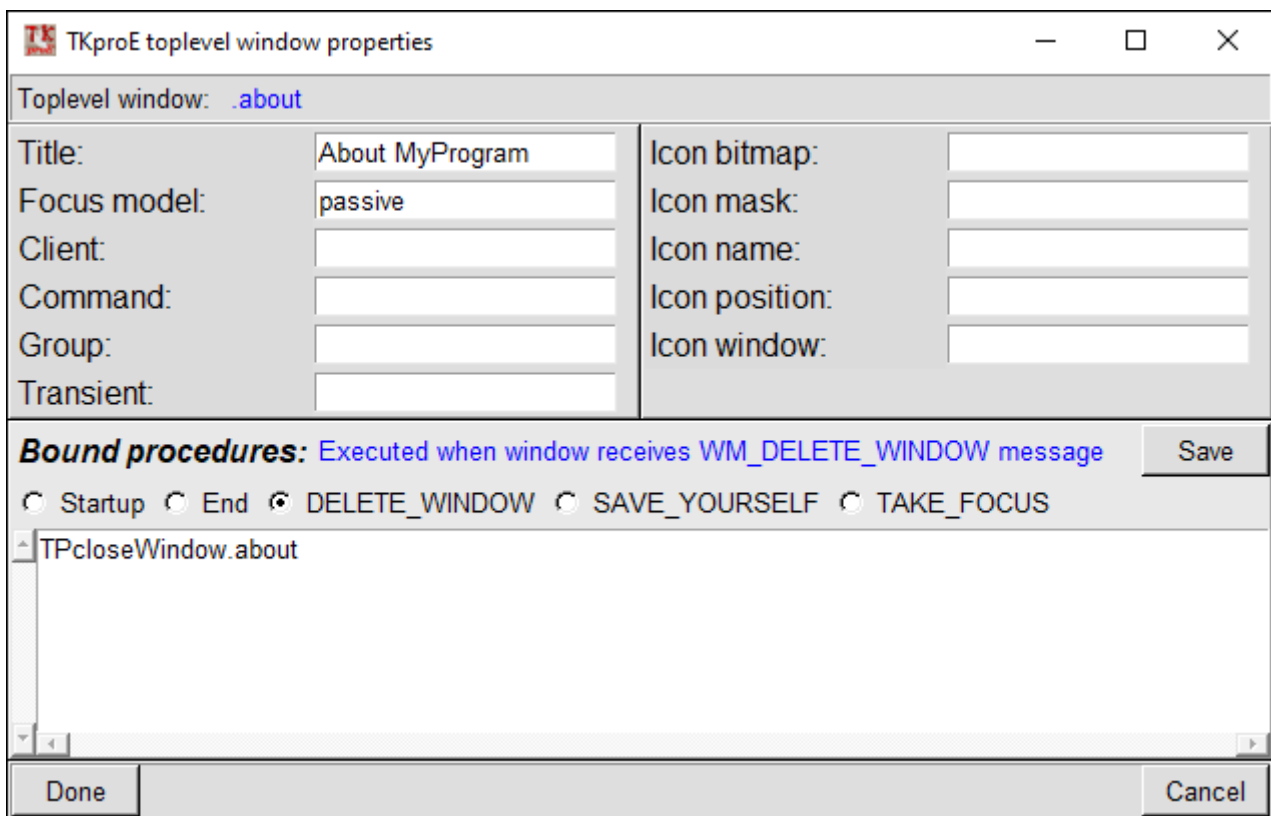 TKproE toplevel window properties
Toplevel window: .about
Title: About MyProgram Icon bitmap:
Focus model: passive Icon mask:
Client: Icon name:
Command: Icon position:
Group: Icon window:
Transient:
Bound procedures: Executed when window receives WM_DELETE_WINDOW message Save
Startup End DELETE_WINDOW SAVE_YOURSELF TAKE_FOCUS
TPcloseWindow.about
Done Cancel